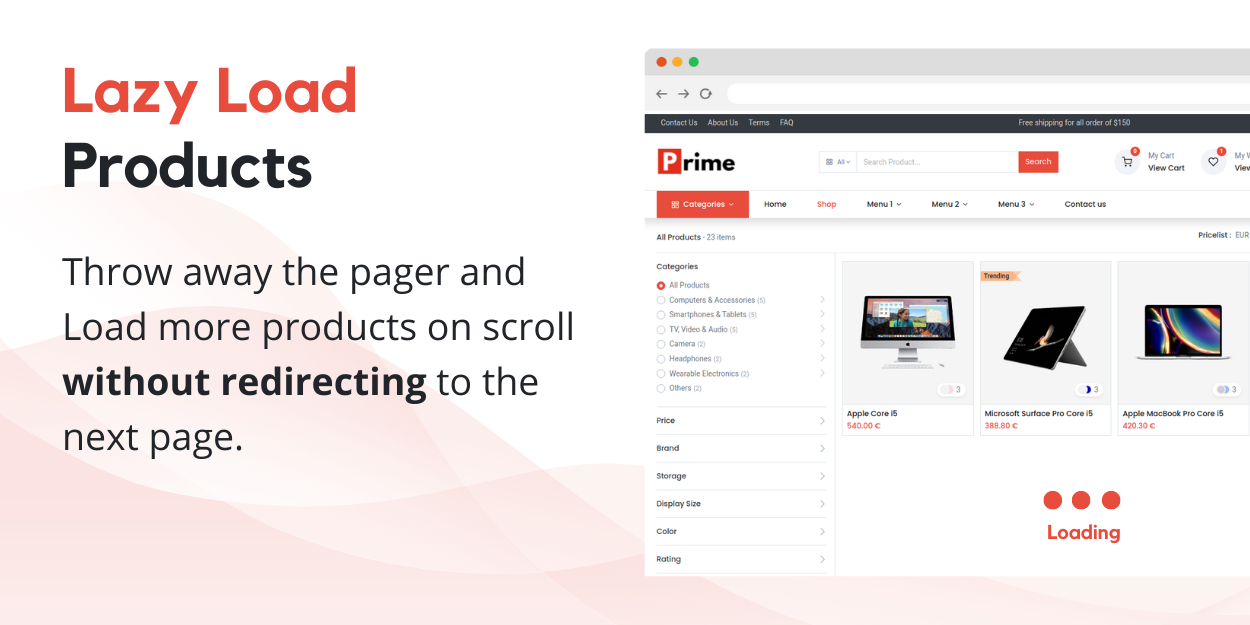 Lazy Load
Products
Throw away the pager and
Load more products on scroll
without redirecting to the
next page.
Contact Us About Us Terms FAQ
Free shipping for all order of $150
Prime
All
Search Product...
Search
0
My Cart
View Cart
1
My W
View
Categories
Home
Shop
Menu 1
Menu 2
Menu 3
Contact us
All Products - 23 items
Pricelist : EUR
Categories
All Products
Computers & Accessories (5)
Smartphones & Tablets (5)
TV, Video & Audio (5)
Camera (2)
Headphones (3)
Wearable Electronics (2)
Others (2)
Price
Brand
Storage
Display Size
Color
Rating
3
Apple Core i5
540.00 €
Trending
3
Microsoft Surface Pro Core i5
388.80 €
3
Apple MacBook Pro Core i5
420.30 €
Loading